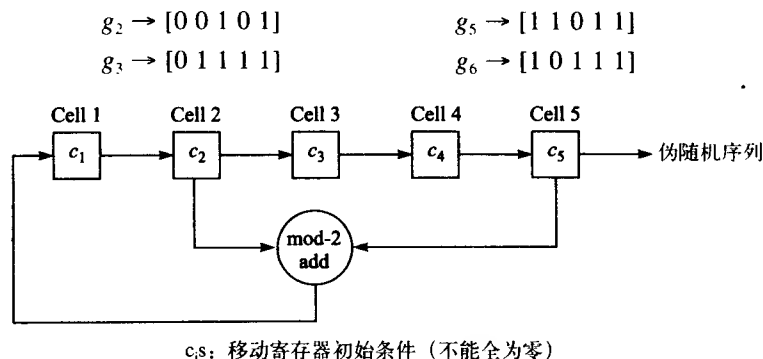 g₂ → [0 0 1 0 1] g₅ → [1 1 0 1 1]
g₃ → [0 1 1 1 1] g₆ → [1 0 1 1 1]
Cell 1 Cell 2 Cell 3 Cell 4 Cell 5
c₁ c₂ c₃ c₄ c₅ 伪随机序列
mod-2
add
cᵢs：移动寄存器初始条件（不能全为零）